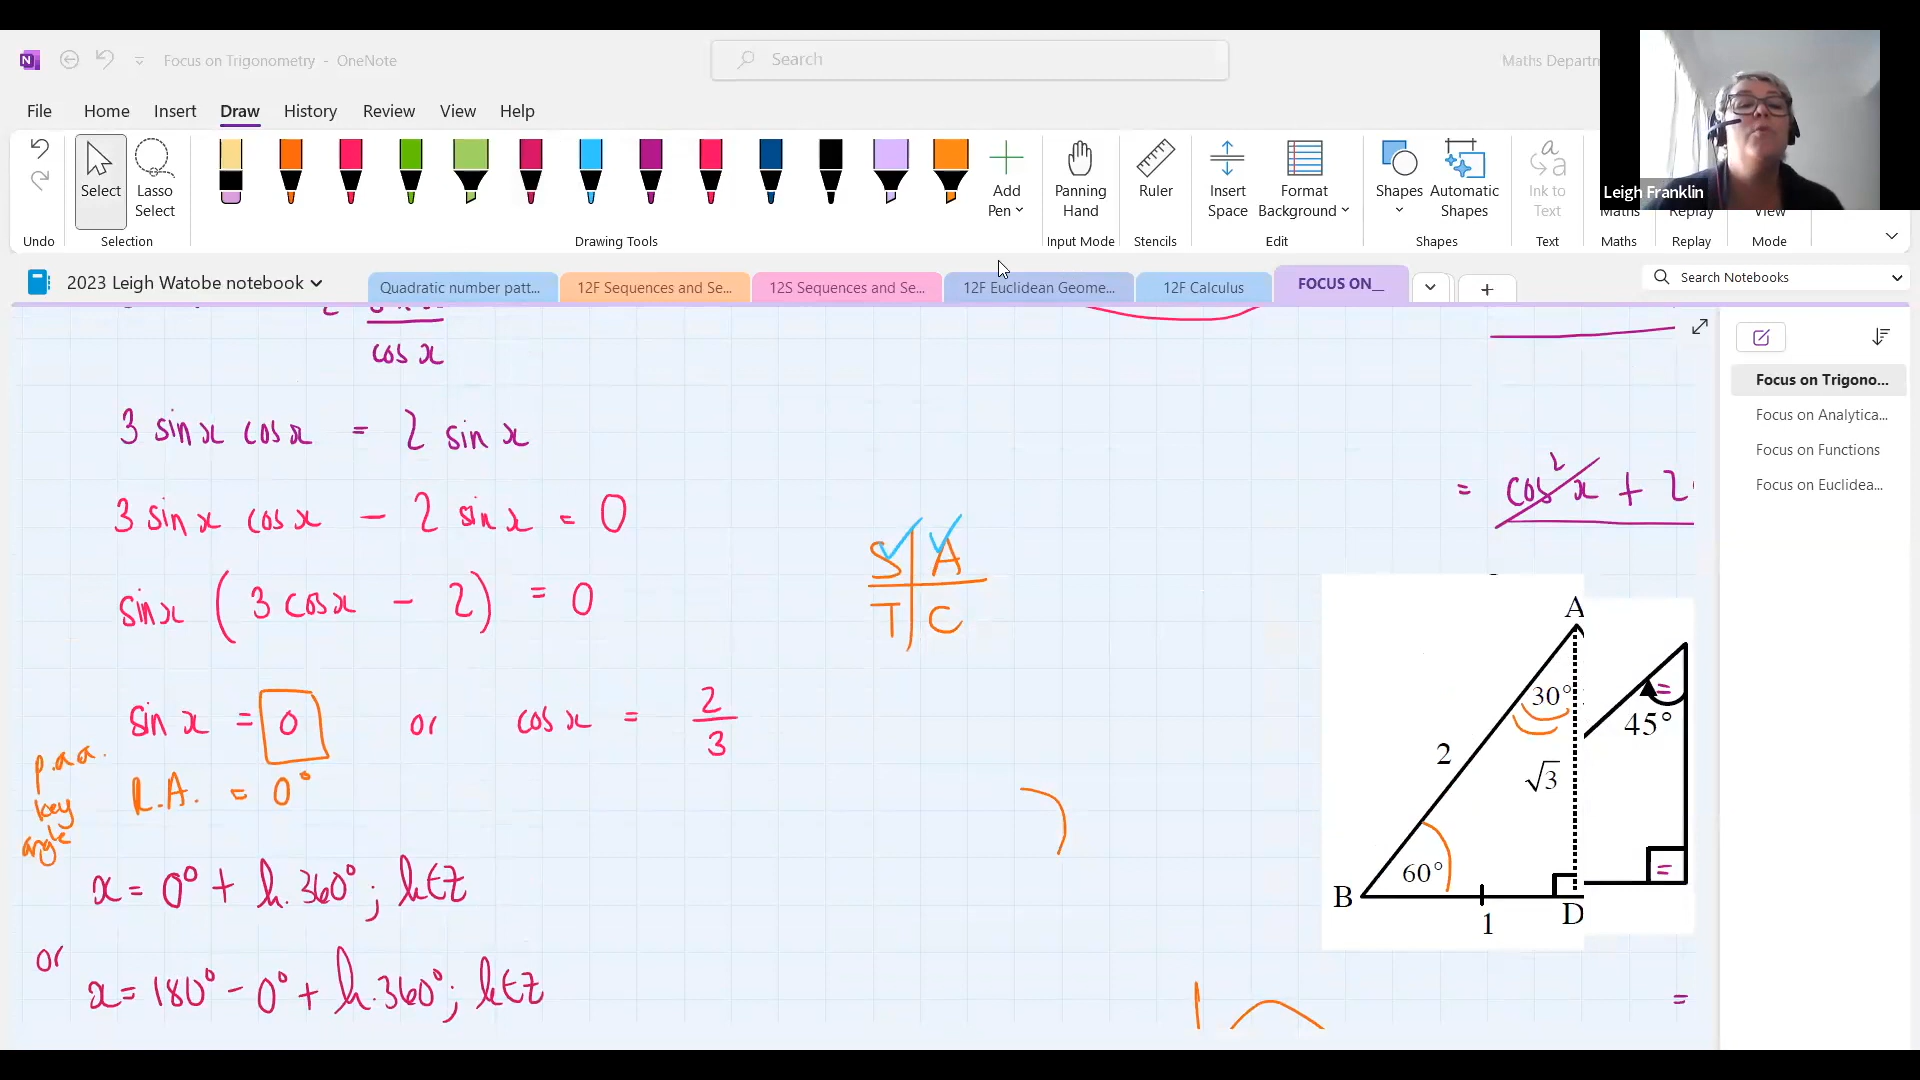 Focus on Trigonometry - OneNote
Search
Maths Departm
File Home Insert Draw History Review View Help
Select
Lasso Select
Add Pen
Panning Hand
Ruler
Insert Space
Format Background
Shapes
Automatic Shapes
Ink to Text
Maths
Replay
View
Leigh Franklin
Undo Selection Drawing Tools Input Mode Stencils Edit Shapes Text Maths Replay Mode
2023 Leigh Watobe notebook
Quadratic number patt...
12F Sequences and Se...
12S Sequences and Se...
12F Euclidean Geome...
12F Calculus
FOCUS ON_
Search Notebooks
Focus on Trigono...
Focus on Analytica...
Focus on Functions
Focus on Euclidea...
cos x
3 sin x cos x = 2 sin x
3 sin x cos x - 2 sin x = 0
sin x (3 cos x - 2) = 0
sin x = 0 or cos x = 2/3
p.a.a.
key
angle
R.A. = 0°
x = 0° + k.360°; k∈Z
or
x = 180° - 0° + k.360°; k∈Z
S A
T C
= cos² x + 2
A
30°
2
√3
60°
B
1
D
=
45°
=
=